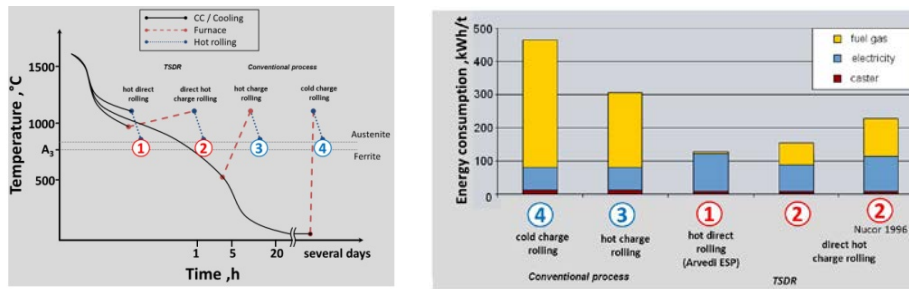 CC / Cooling
Furnace
Hot rolling
TSDR
Conventional process
hot direct
rolling
direct hot
charge rolling
hot charge
rolling
cold charge
rolling
Temperature ,°C
1500
1000
A3
500
Austenite
Ferrite
1
2
3
4
1
5
20
several days
Time ,h
Energy consumption ,kWh/t
500
400
300
200
100
0
fuel gas
electricity
caster
4
3
1
2
2
Nucor 1996
cold charge
rolling
hot charge
rolling
hot direct
rolling
(Arvedi ESP)
direct hot
charge rolling
Conventional process
TSDR